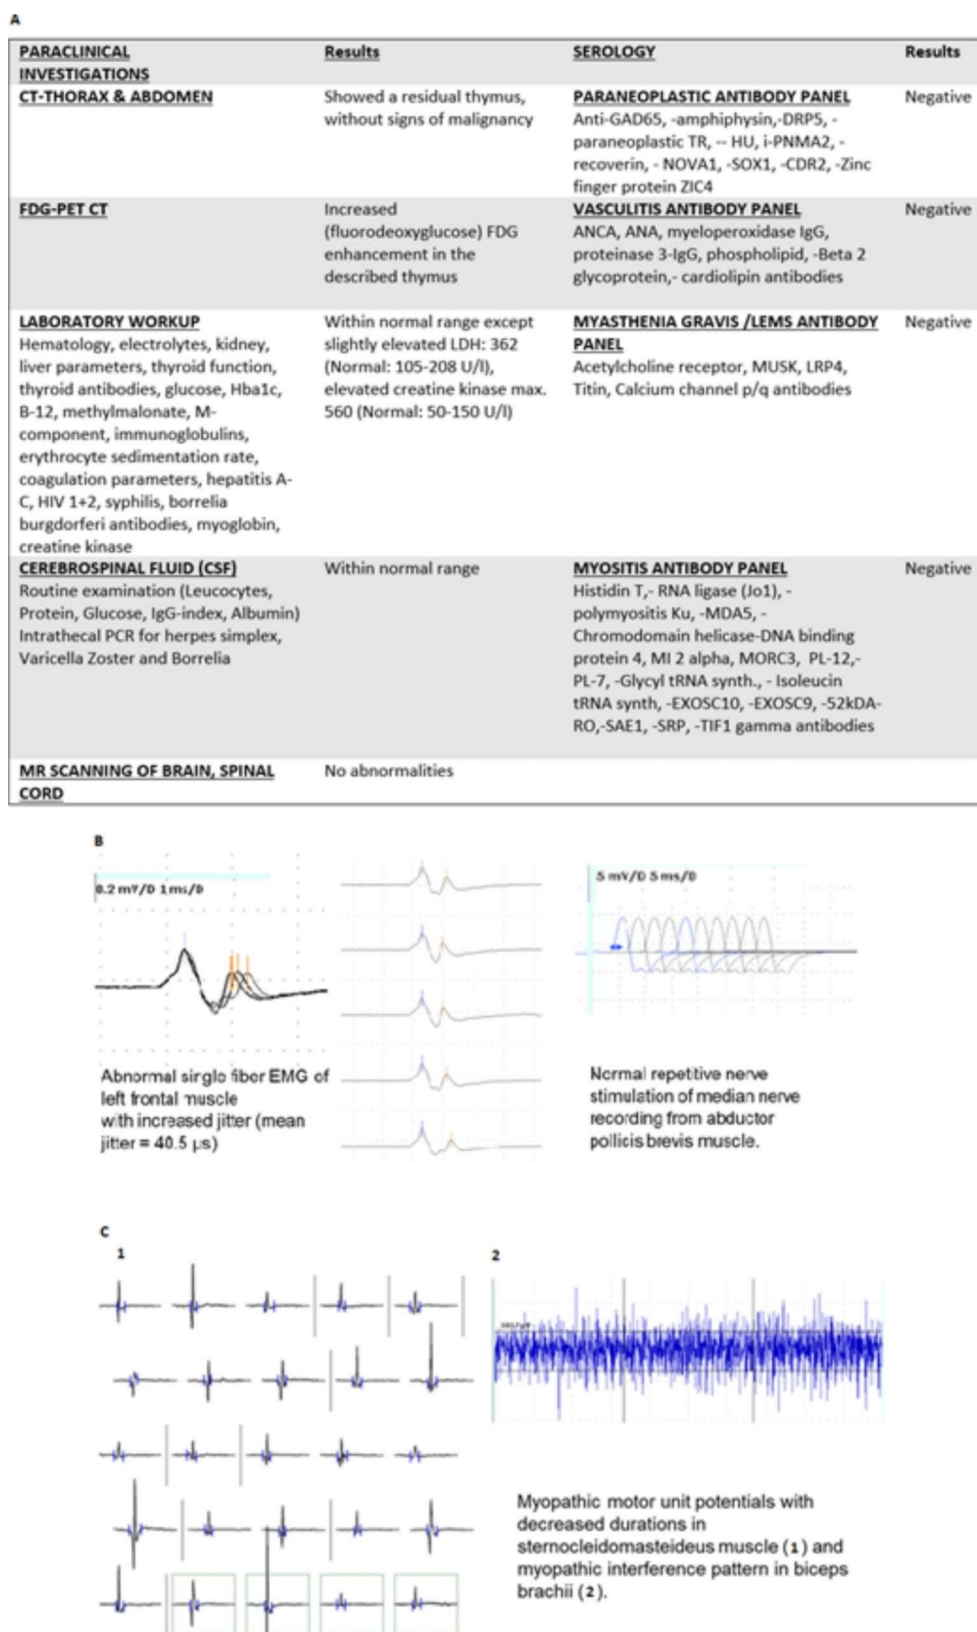 A
PARACLINICAL INVESTIGATIONS
Results
SEROLOGY
Results
CT-THORAX & ABDOMEN
Showed a residual thymus,
without signs of malignancy
PARANEOPLASTIC ANTIBODY PANEL
Anti-GAD65, -amphiphysin,-DRP5, -
paraneoplastic TR, -- HU, i-PNMA2, -
recoverin, - NOVA1, -SOX1, -CDR2, -Zinc
finger protein ZIC4
Negative
FDG-PET CT
Increased
(fluorodeoxyglucose) FDG
enhancement in the
described thymus
VASCULITIS ANTIBODY PANEL
ANCA, ANA, myeloperoxidase IgG,
proteinase 3-IgG, phospholipid, -Beta 2
glycoprotein,- cardiolipin antibodies
Negative
LABORATORY WORKUP
Hematology, electrolytes, kidney,
liver parameters, thyroid function,
thyroid antibodies, glucose, Hba1c,
B-12, methylmalonate, M-
component, immunoglobulins,
erythrocyte sedimentation rate,
coagulation parameters, hepatitis A-
C, HIV 1+2, syphilis, borrelia
burgdorferi antibodies, myoglobin,
creatine kinase
Within normal range except
slightly elevated LDH: 362
(Normal: 105-208 U/l),
elevated creatine kinase max.
560 (Normal: 50-150 U/l)
MYASTHENIA GRAVIS /LEMS ANTIBODY
PANEL
Acetylcholine receptor, MUSK, LRP4,
Titin, Calcium channel p/q antibodies
Negative
CEREBROSPINAL FLUID (CSF)
Routine examination (Leucocytes,
Protein, Glucose, IgG-index, Albumin)
Intrathecal PCR for herpes simplex,
Varicella Zoster and Borrelia
Within normal range
MYOSITIS ANTIBODY PANEL
Histidin T,- RNA ligase (Jo1), -
polymyositis Ku, -MDA5, -
Chromodomain helicase-DNA binding
protein 4, MI 2 alpha, MORC3, PL-12,-
PL-7, -Glycyl tRNA synth., - Isoleucin
tRNA synth, -EXOSC10, -EXOSC9, -52kDA-
RO,-SAE1, -SRP, -TIF1 gamma antibodies
Negative
MR SCANNING OF BRAIN, SPINAL
CORD
No abnormalities
B
0.2 mV/D 1 ms/D
Abnormal single fiber EMG of
left frontal muscle
with increased jitter (mean
jitter = 40.5 µs)
5 mV/D 5 ms/D
Normal repetitive nerve
stimulation of median nerve
recording from abductor
pollicis brevis muscle.
C
1
2
Myopathic motor unit potentials with
decreased durations in
sternocleidomasteideus muscle (1) and
myopathic interference pattern in biceps
brachii (2).